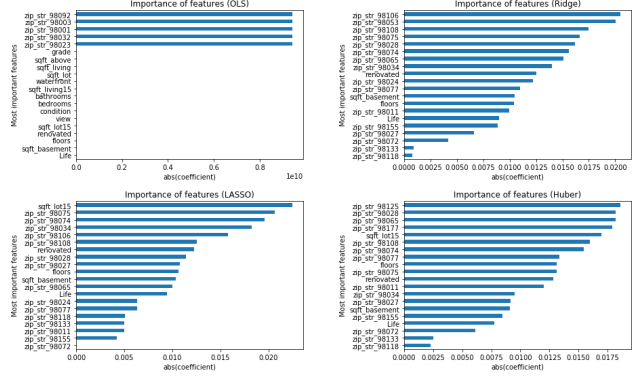 Importance of features (OLS)
Most important features
zip_str_98092
zip_str_98003
zip_str_98001
zip_str_98032
zip_str_98023
grade
sqft_above
sqft_living
sqft_lot
waterfront
sqft_living15
bathrooms
bedrooms
condition
view
sqft_lot15
renovated
floors
sqft_basement
Life
0.0 0.2 0.4 0.6 0.8 1.0
1e10
abs(coefficient)
Importance of features (Ridge)
Most important features
zip_str_98106
zip_str_98053
zip_str_98108
zip_str_98075
zip_str_98028
zip_str_98074
zip_str_98065
zip_str_98034
renovated
zip_str_98024
zip_str_98077
sqft_basement
floors
zip_str_98011
Life
zip_str_98155
zip_str_98027
zip_str_98072
zip_str_98133
zip_str_98118
0.0000 0.0025 0.0050 0.0075 0.0100 0.0125 0.0150 0.0175 0.0200
abs(coefficient)
Importance of features (LASSO)
Most important features
sqft_lot15
zip_str_98075
zip_str_98074
zip_str_98034
zip_str_98106
zip_str_98108
renovated
zip_str_98028
zip_str_98027
floors
sqft_basement
zip_str_98065
Life
zip_str_98024
zip_str_98077
zip_str_98118
zip_str_98133
zip_str_98011
zip_str_98155
zip_str_98072
0.000 0.005 0.010 0.015 0.020
abs(coefficient)
Importance of features (Huber)
Most important features
zip_str_98125
zip_str_98028
zip_str_98065
zip_str_98177
sqft_lot15
zip_str_98108
zip_str_98074
zip_str_98077
floors
zip_str_98075
renovated
zip_str_98011
zip_str_98034
zip_str_98027
sqft_basement
zip_str_98155
Life
zip_str_98072
zip_str_98133
zip_str_98118
0.0000 0.0025 0.0050 0.0075 0.0100 0.0125 0.0150 0.0175
abs(coefficient)